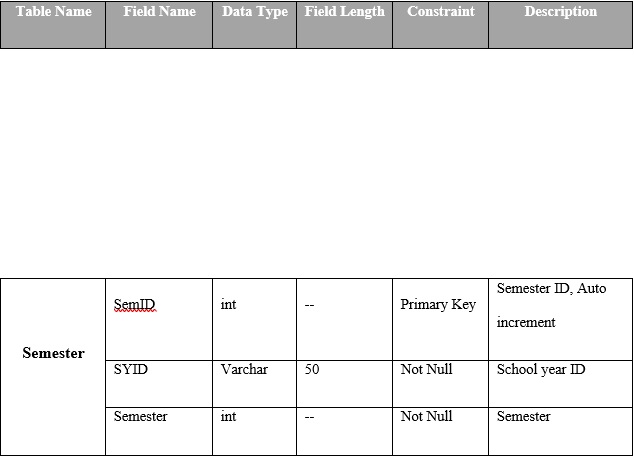 Table Name Field Name Data Type Field Length Constraint Description
SemID int -- Primary Key Semester ID, Auto
increment
Semester
SYID Varchar 50 Not Null School year ID
Semester int -- Not Null Semester